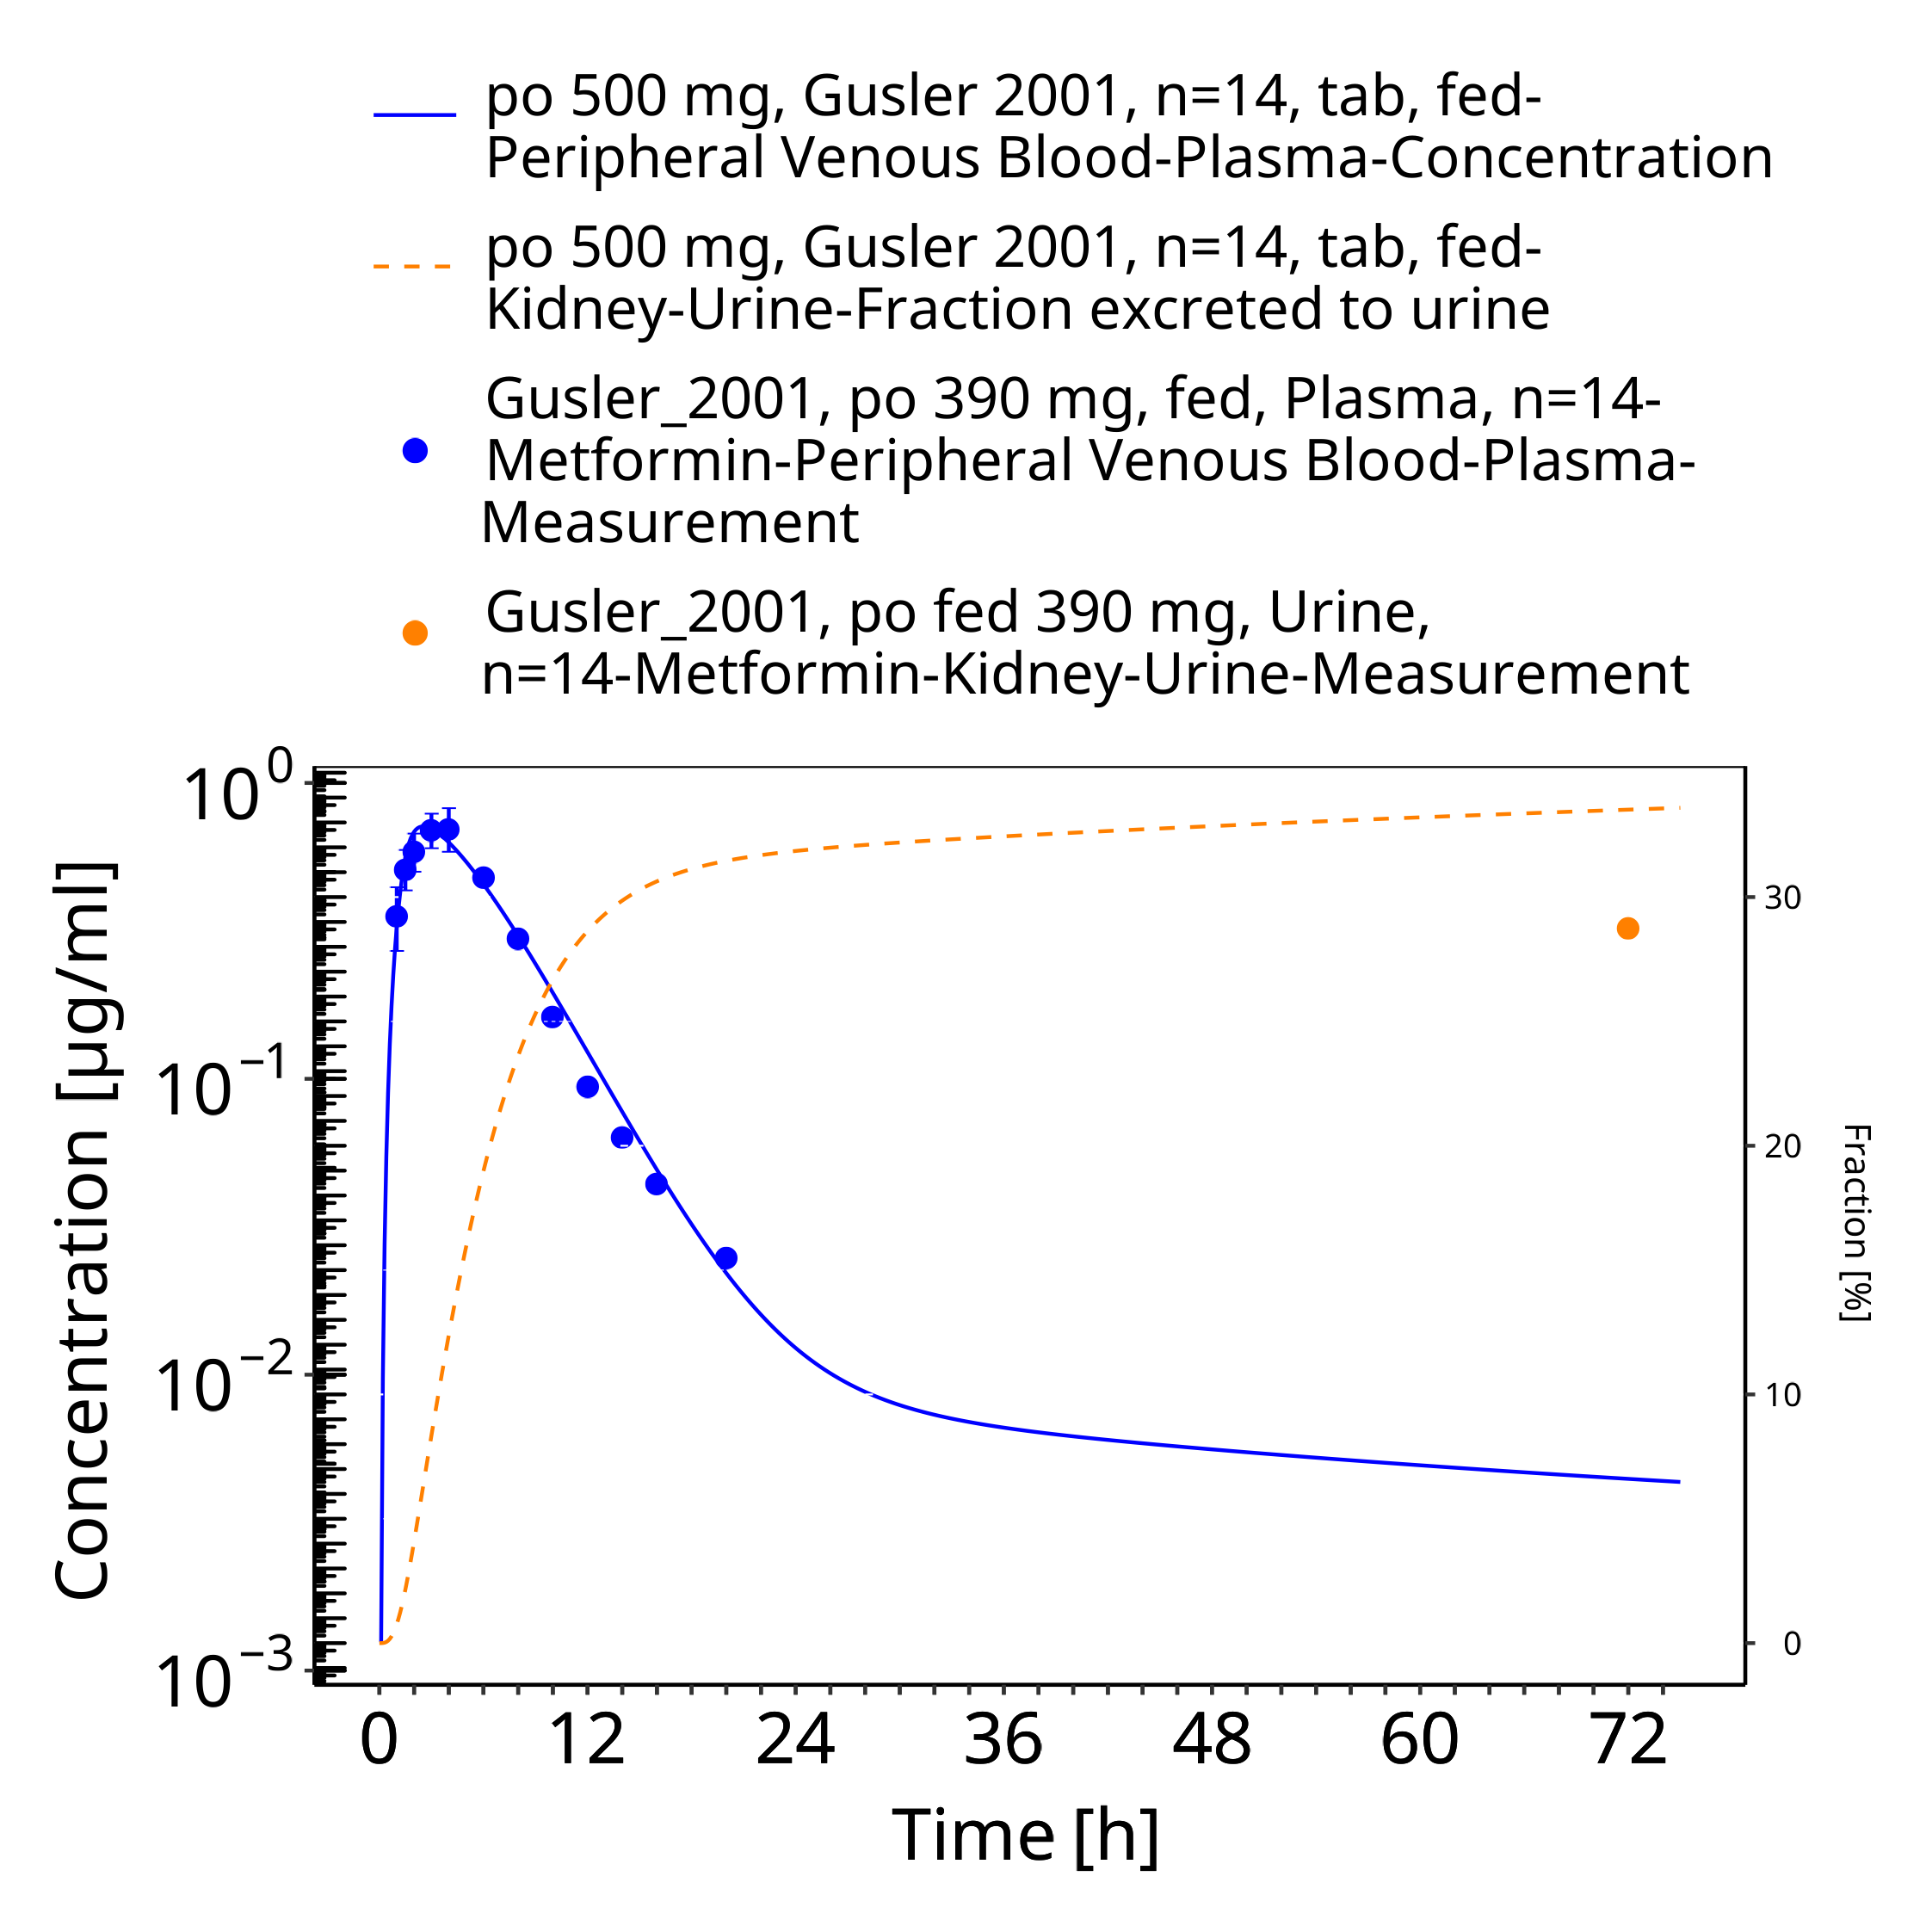 po 500 mg, Gusler 2001, n=14, tab, fed-
Peripheral Venous Blood-Plasma-Concentration
po 500 mg, Gusler 2001, n=14, tab, fed-
Kidney-Urine-Fraction excreted to urine
Gusler_2001, po 390 mg, fed, Plasma, n=14-
Metformin-Peripheral Venous Blood-Plasma-
Measurement
Gusler_2001, po fed 390 mg, Urine,
n=14-Metformin-Kidney-Urine-Measurement
Concentration [µg/ml]
10⁰
10⁻¹
10⁻²
10⁻³
30
20
10
0
Fraction [%]
0 12 24 36 48 60 72
Time [h]